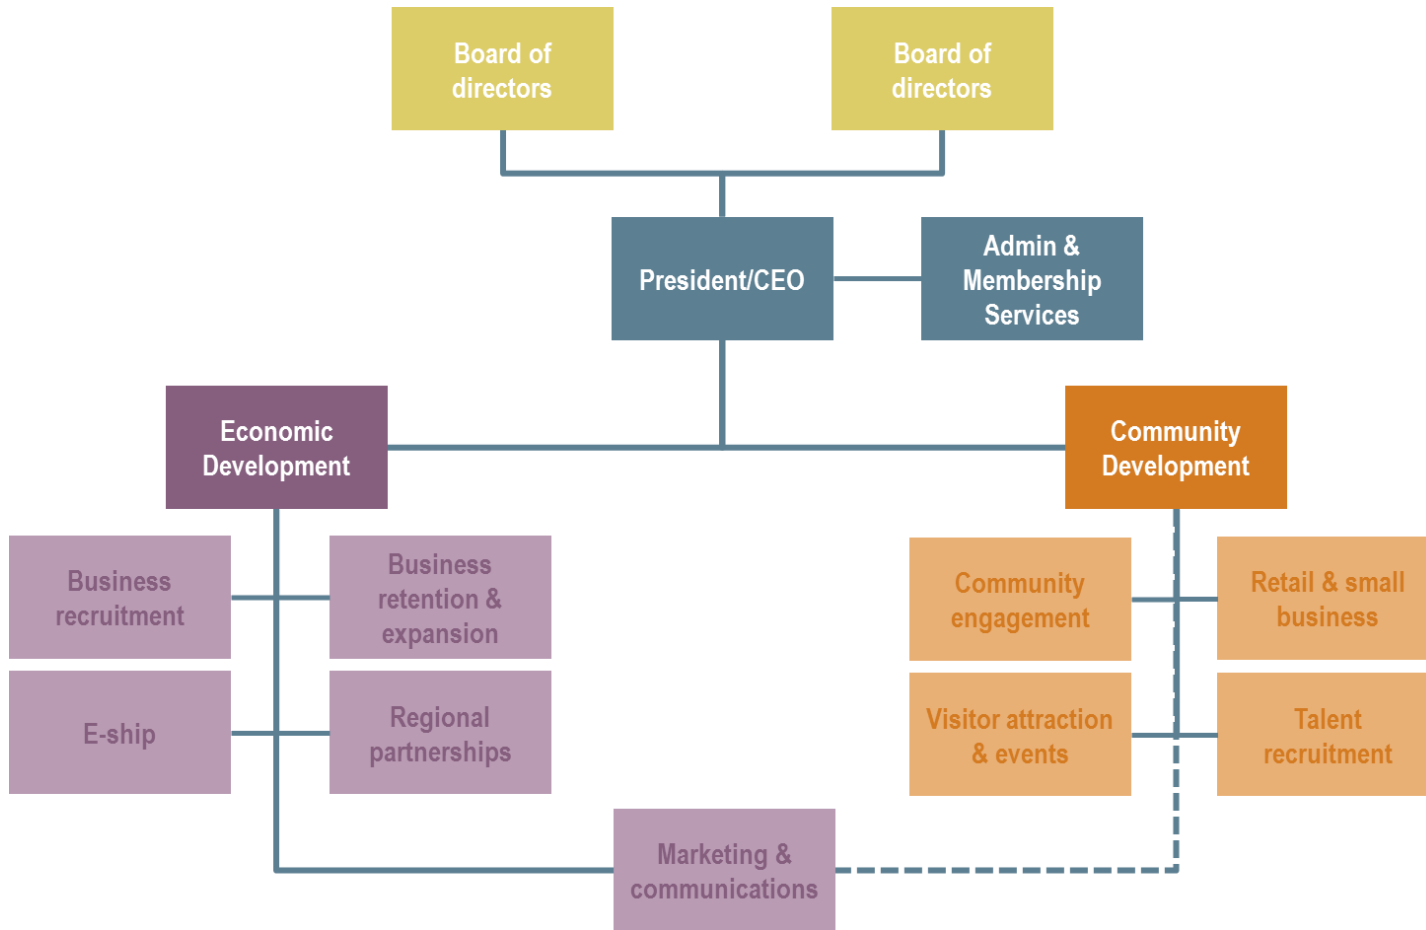 Board of
directors
Board of
directors
President/CEO
Admin &
Membership
Services
Economic
Development
Community
Development
Business
recruitment
Business
retention &
expansion
Community
engagement
Retail & small
business
E-ship
Regional
partnerships
Visitor attraction
& events
Talent
recruitment
Marketing &
communications